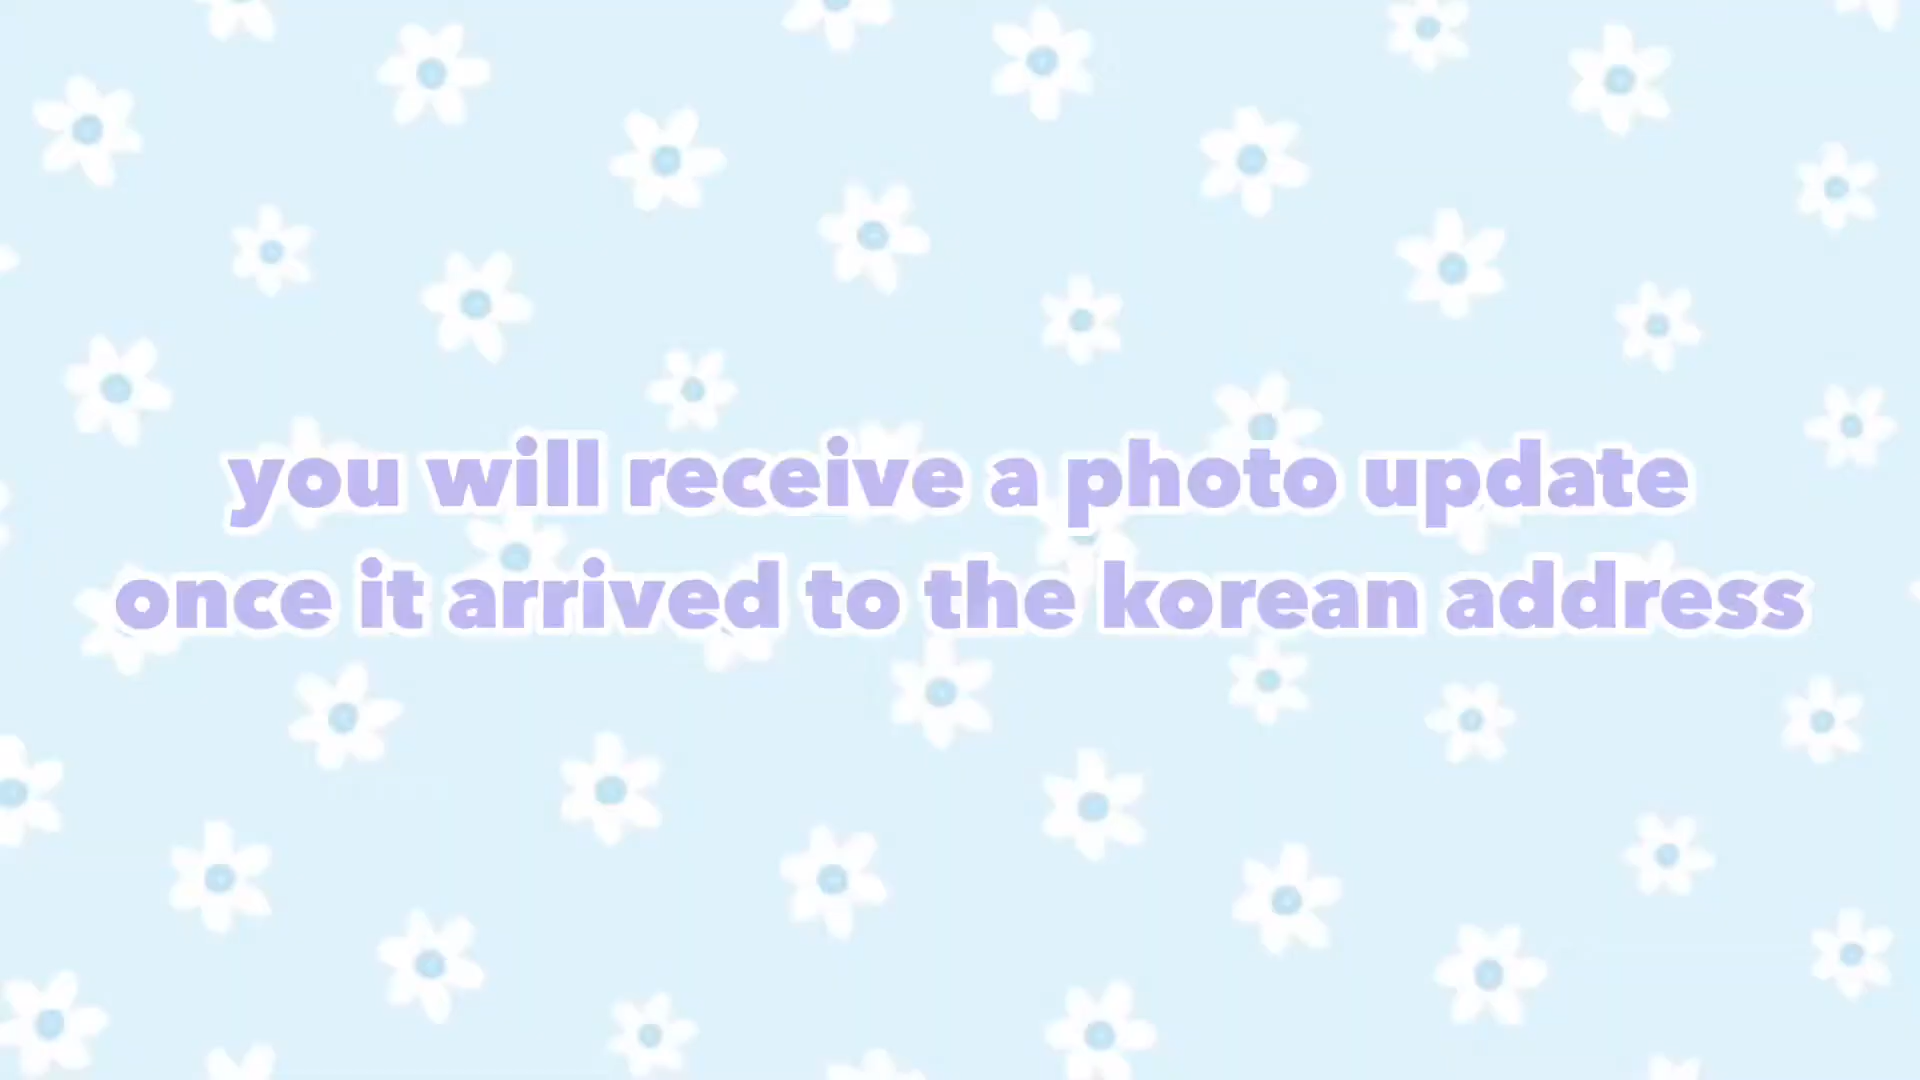 you will receive a photo update
once it arrived to the korean address